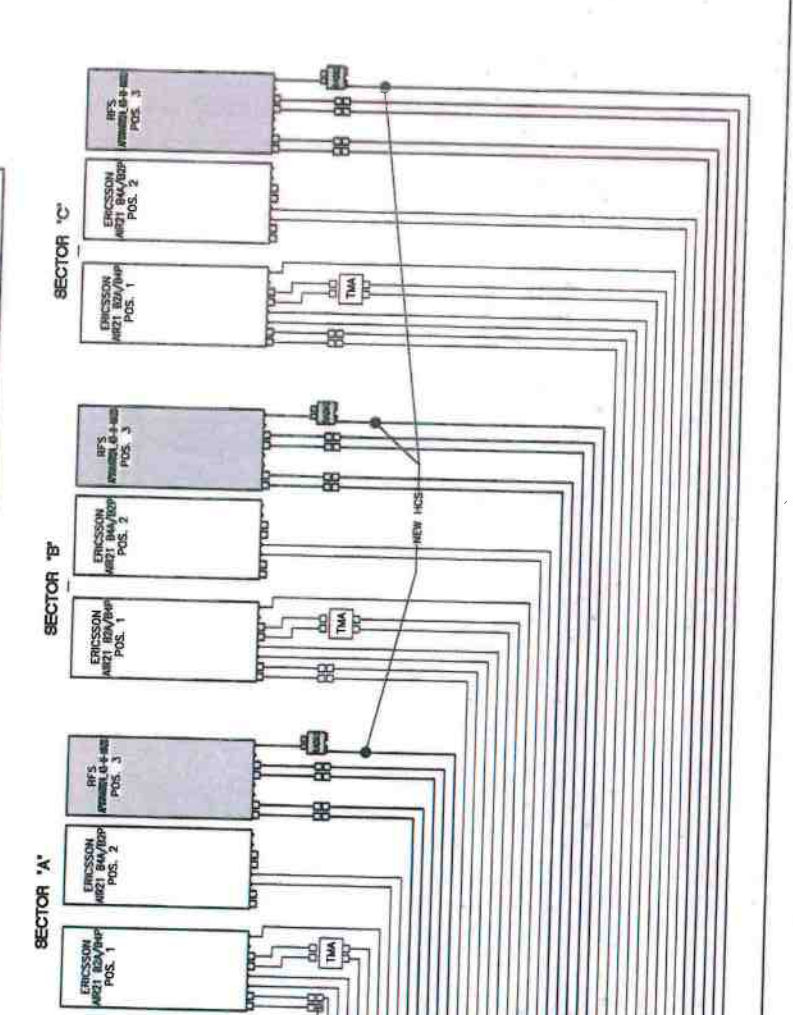 SECTOR "C"
RFS
POS. 3
ERICSSON
AIR21 B4A/B2P
POS. 2
ERICSSON
AIR21 B2A/B4P
POS. 1
TMA
SECTOR "B"
RFS
POS. 3
ERICSSON
AIR21 B4A/B2P
POS. 2
ERICSSON
AIR21 B2A/B4P
POS. 1
TMA
NEW HCS
SECTOR "A"
RFS
POS. 3
ERICSSON
AIR21 B4A/B2P
POS. 2
ERICSSON
AIR21 B2A/B4P
POS. 1
TMA